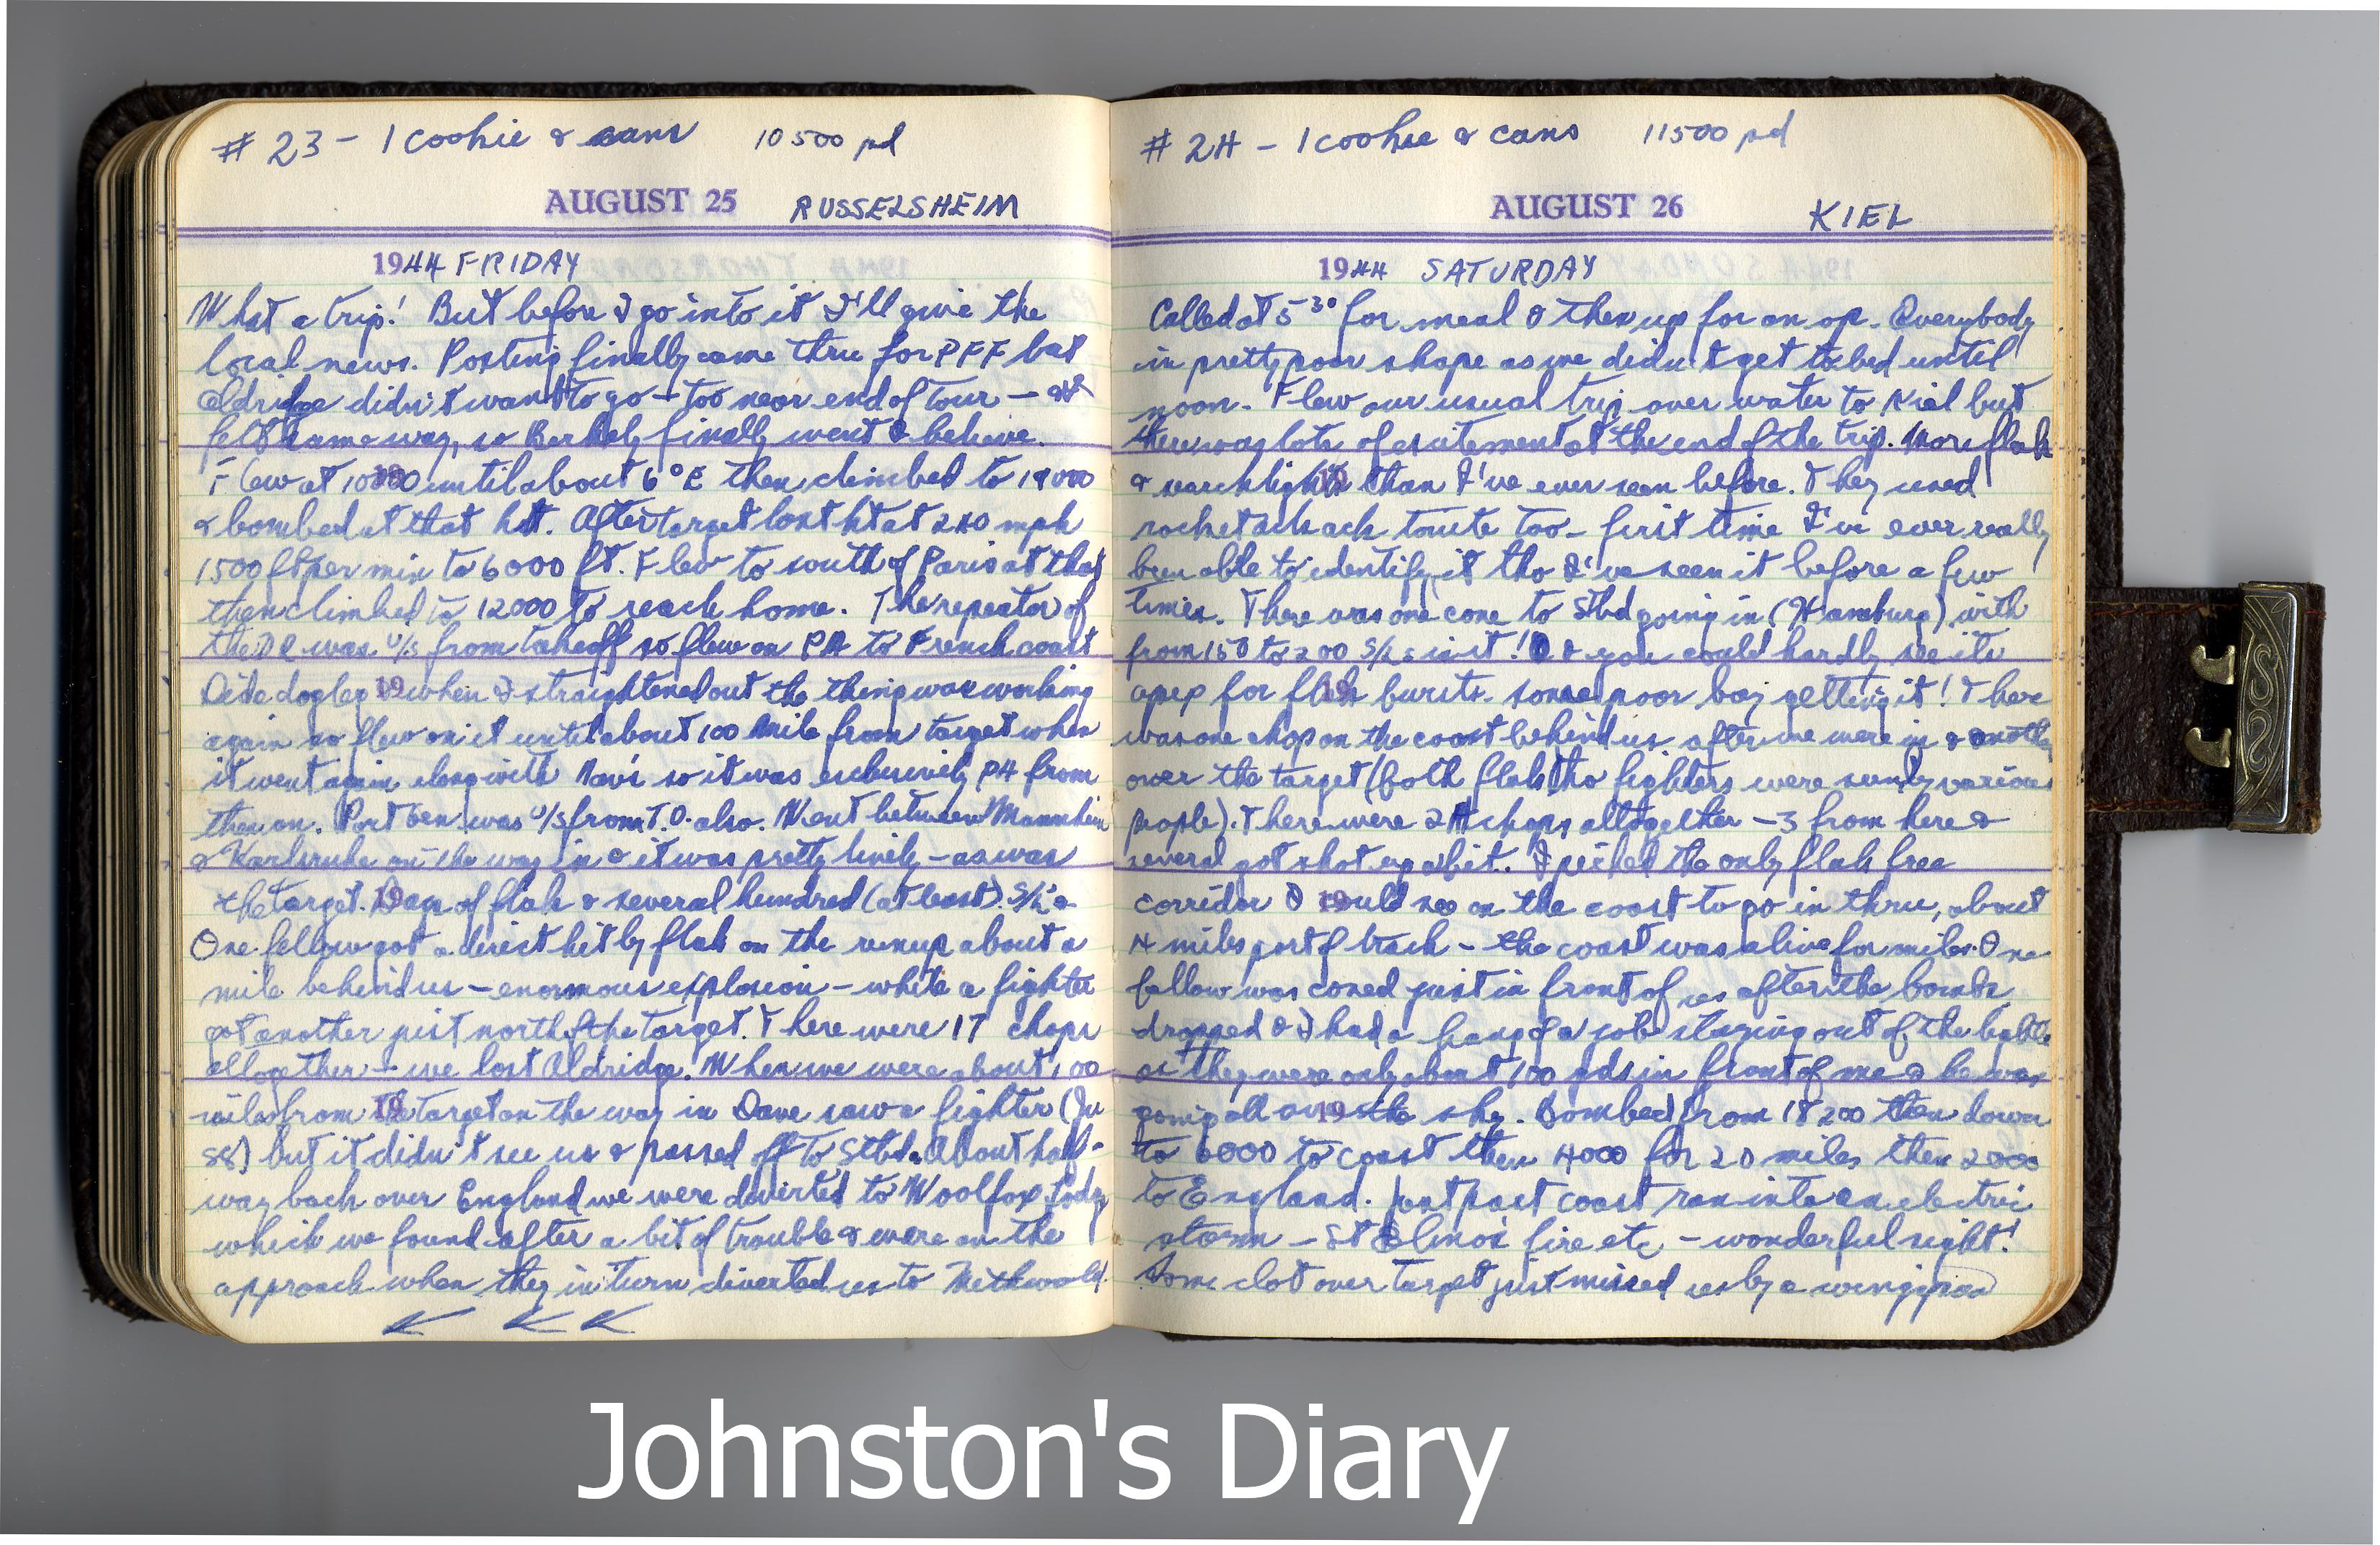 # 23 - 1 cookie & cans 10500 pd
AUGUST 25 RUSSELSHEIM
1944 FRIDAY
What a trip! But before I go into it I'll give the
local news. Posting finally came thru for PFF but
Aldridge didn't want to go - too near end of tour - all
felt same way, so Berkely finally went I believe.
Flew at until about 6°E then climbed to 19000
& bombed at that ht. After target lost ht at 240 mph
1500 ft per min to 6000 ft. Flew to south of Paris at that
then climbed to 12000 to reach home. The repeater of
the DR was U/S from takeoff so flew on P4 to French coast
Did a dogleg & when I straightened out the thing was working
again so flew on it until about 100 mile from target when
it went again along with Nav's so it was exclusively P4 from
then on. Port Gen was U/S from T.O. also. Went between Mannheim
& Karlsruhe on the way in & it was pretty lively - as was
the target. of flak & several hundred (at least) S/L's
One fellow got a direct hit by flak on the runup about a
mile behind us - enormous explosion - while a fighter
got another just north of the target. There were 17 chops
altogether - we lost Aldridge. When we were about 100
miles from the target on the way in Dave saw a fighter (Ju
88) but it didn't see us & passed off to Stbd. About half-
way back over England we were diverted to Woolfox Lodge
which we found after a bit of trouble & were on the
approach when they in turn diverted us to Methwold.
# 24 - 1 cookie & cans 11500 pd
AUGUST 26 KIEL
1944 SATURDAY
Called at 5 30 for meal & then up for an op. Everybody
in pretty poor shape as we didn't get to bed until
noon. Flew our usual trip over water to Kiel but
there was lots of excitement at the end of the trip. More flak
& searchlights than I've ever seen before. They used
rocket ack ack tonite too - first time I've ever really
been able to identify it tho I've seen it before a few
times. There was one cone to Stbd going in (Hamburg) with
from 150 to 200 S/Ls in it! & you could hardly see its
apex for flak bursts. Some poor boy getting it! There
was one chop on the coast behind us after we were in & another
over the target (both flak tho fighters were seen by various
people). There were 24 chops altogether - 3 from here &
several got shot up a bit. I picked the only flak free
corridor I could see on the coast to go in thru, about
4 miles port of track - the coast was alive for miles. One
fellow was coned just in front of us after the bombs
dropped & I had a of a job staying out of the
as they were only about 100 yds in front of me & he was
going all over the sky. Bombed from 18200 then down
to 6000 to coast then 4000 for 20 miles then 2000
to England. Just past coast ran into an electric
storm - St Elmo's fire etc - wonderful sight!
Some clot over target just missed us by a wingspan
Johnston's Diary